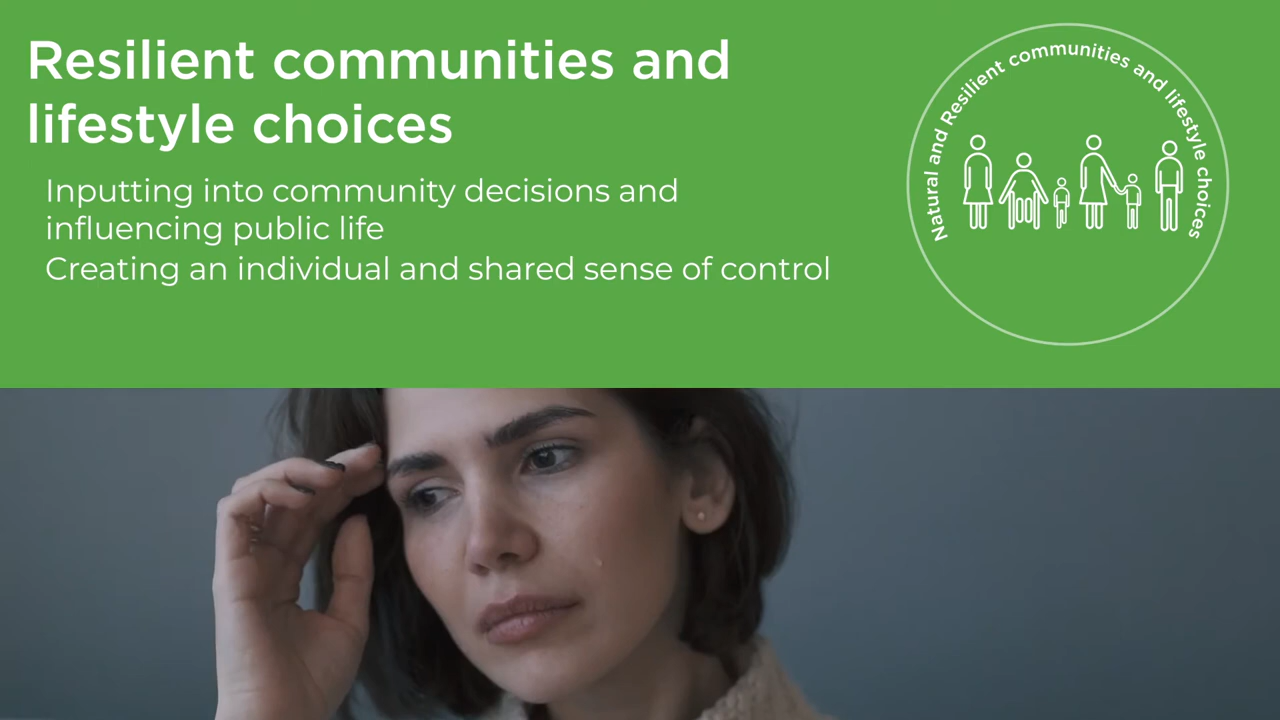 Resilient communities and
lifestyle choices
Inputting into community decisions and
influencing public life
Creating an individual and shared sense of control
Natural and Resilient communities and lifestyle choices